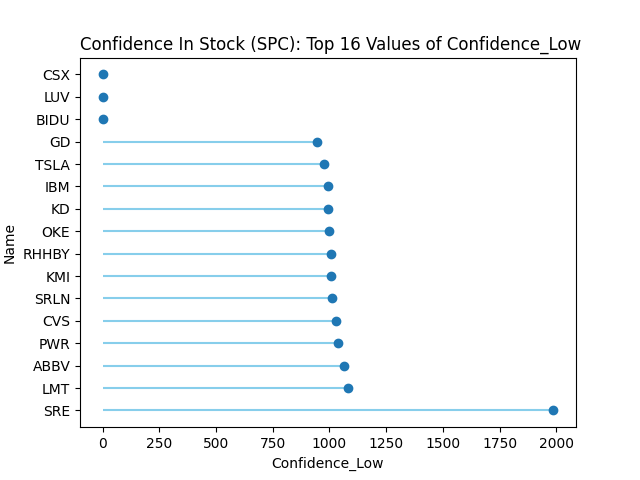 Confidence In Stock (SPC): Top 16 Values of Confidence_Low
CSX
LUV
BIDU
GD
TSLA
IBM
KD
OKE
RHHBY
KMI
SRLN
CVS
PWR
ABBV
LMT
SRE
Name
0 250 500 750 1000 1250 1500 1750 2000
Confidence_Low